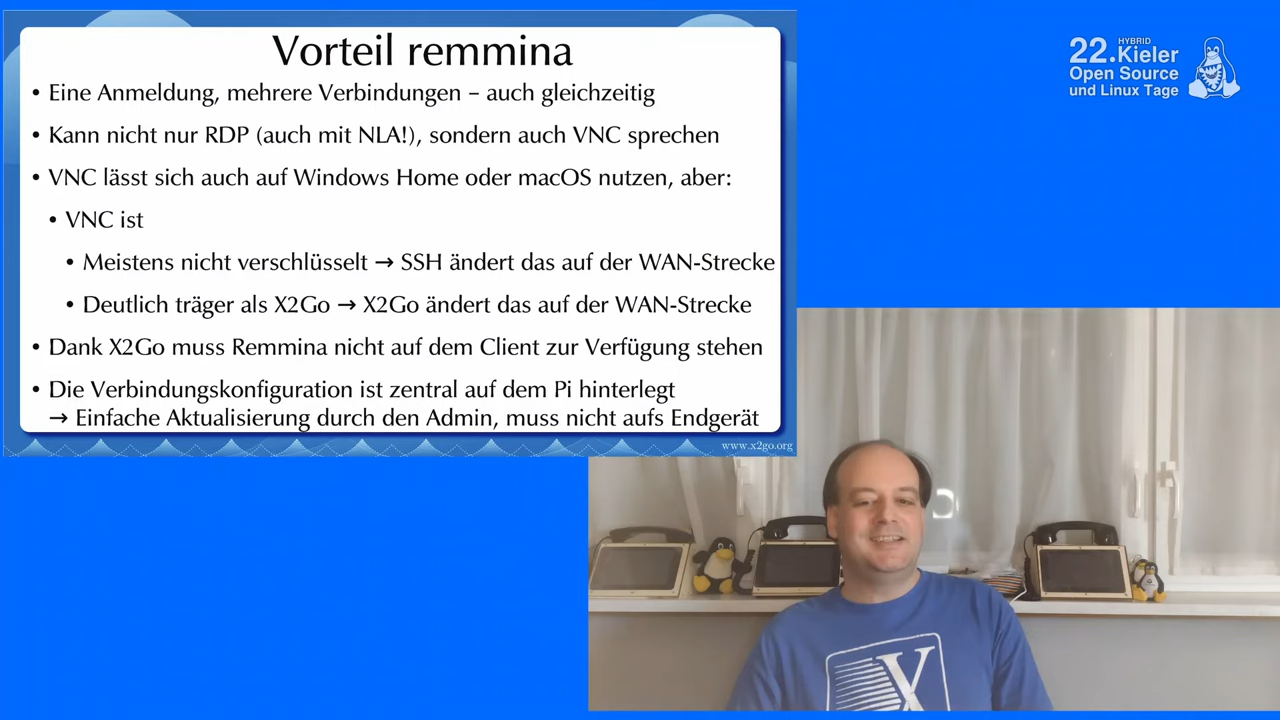 Vorteil remmina
• Eine Anmeldung, mehrere Verbindungen – auch gleichzeitig
• Kann nicht nur RDP (auch mit NLA!), sondern auch VNC sprechen
• VNC lässt sich auch auf Windows Home oder macOS nutzen, aber:
• VNC ist
• Meistens nicht verschlüsselt → SSH ändert das auf der WAN-Strecke
• Deutlich träger als X2Go → X2Go ändert das auf der WAN-Strecke
• Dank X2Go muss Remmina nicht auf dem Client zur Verfügung stehen
• Die Verbindungskonfiguration ist zentral auf dem Pi hinterlegt
→ Einfache Aktualisierung durch den Admin, muss nicht aufs Endgerät
www.x2go.org
HYBRID
22.Kieler
Open Source
und Linux Tage
X